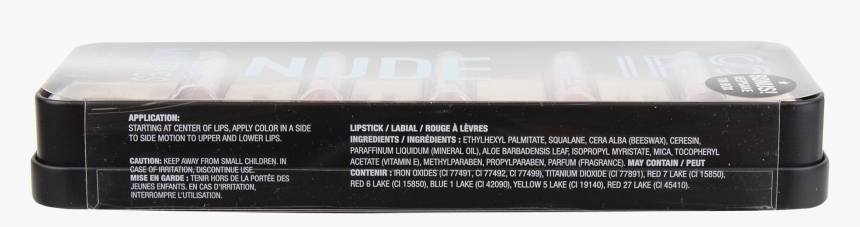 NUDE LIP
BONUS!
APPLICATION:
STARTING AT CENTER OF LIPS, APPLY COLOR IN A SIDE
TO SIDE MOTION TO UPPER AND LOWER LIPS.
CAUTION: KEEP AWAY FROM SMALL CHILDREN. IN
CASE OF IRRITATION, DISCONTINUE USE.
MISE EN GARDE : TENIR HORS DE LA PORTÉE DES
JEUNES ENFANTS. EN CAS D'IRRITATION,
INTERROMPRE L'UTILISATION.
LIPSTICK / LABIAL / ROUGE À LÈVRES
INGREDIENTS / INGRÉDIENTS : ETHYLHEXYL PALMITATE, SQUALANE, CERA ALBA (BEESWAX), CERESIN,
PARAFFINUM LIQUIDUM (MINERAL OIL), ALOE BARBADENSIS LEAF, ISOPROPYL MYRISTATE, MICA, TOCOPHERYL
ACETATE (VITAMIN E), METHYLPARABEN, PROPYLPARABEN, PARFUM (FRAGRANCE). MAY CONTAIN / PEUT
CONTENIR : IRON OXIDES (CI 77491, CI 77492, CI 77499), TITANIUM DIOXIDE (CI 77891), RED 7 LAKE (CI 15850),
RED 6 LAKE (CI 15850), BLUE 1 LAKE (CI 42090), YELLOW 5 LAKE (CI 19140), RED 27 LAKE (CI 45410).